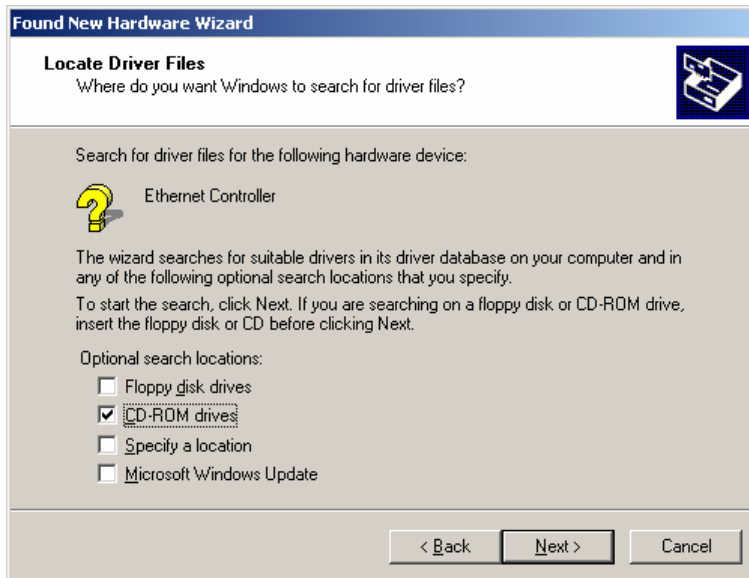 Found New Hardware Wizard
Locate Driver Files
Where do you want Windows to search for driver files?
Search for driver files for the following hardware device:
Ethernet Controller
The wizard searches for suitable drivers in its driver database on your computer and in
any of the following optional search locations that you specify.
To start the search, click Next. If you are searching on a floppy disk or CD-ROM drive,
insert the floppy disk or CD before clicking Next.
Optional search locations:
Floppy disk drives
CD-ROM drives
Specify a location
Microsoft Windows Update
< Back Next > Cancel